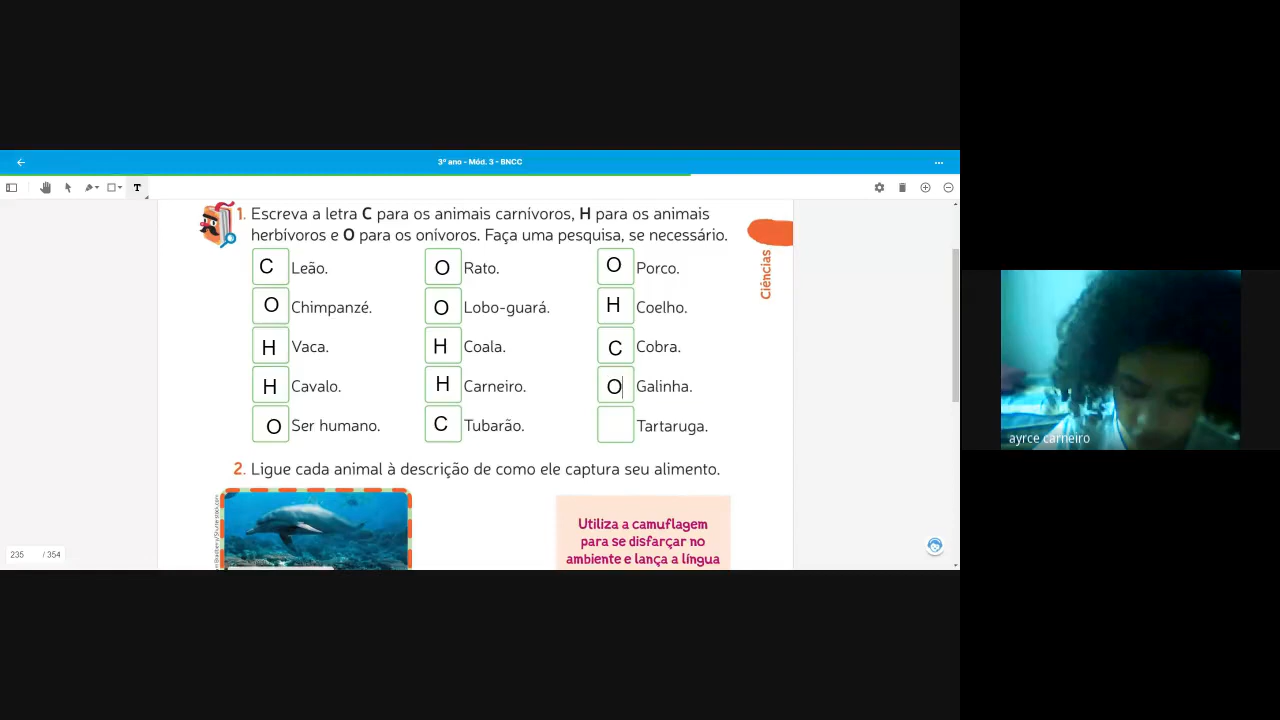 3º ano - Mód. 3 - BNCC
T
1. Escreva a letra C para os animais carnívoros, H para os animais
herbívoros e O para os onívoros. Faça uma pesquisa, se necessário.
Ciências
C Leão. O Rato. O Porco.
O Chimpanzé. O Lobo-guará. H Coelho.
H Vaca. H Coala. C Cobra.
H Cavalo. H Carneiro. O Galinha.
O Ser humano. C Tubarão. Tartaruga.
2. Ligue cada animal à descrição de como ele captura seu alimento.
Utiliza a camuflagem
para se disfarçar no
ambiente e lança a língua
235 / 354
ayrce carneiro